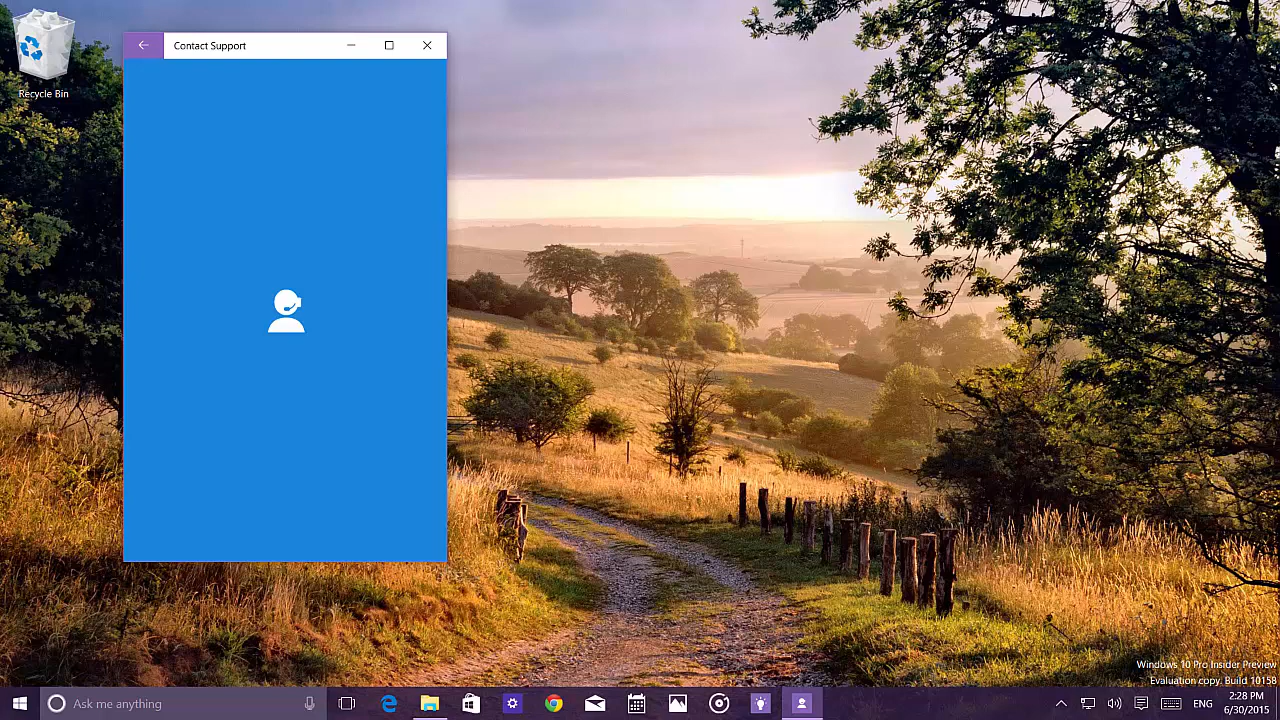 Recycle Bin
Contact Support
Windows 10 Pro Insider Preview
Evaluation copy. Build 10158
Ask me anything
ENG
2:28 PM
6/30/2015